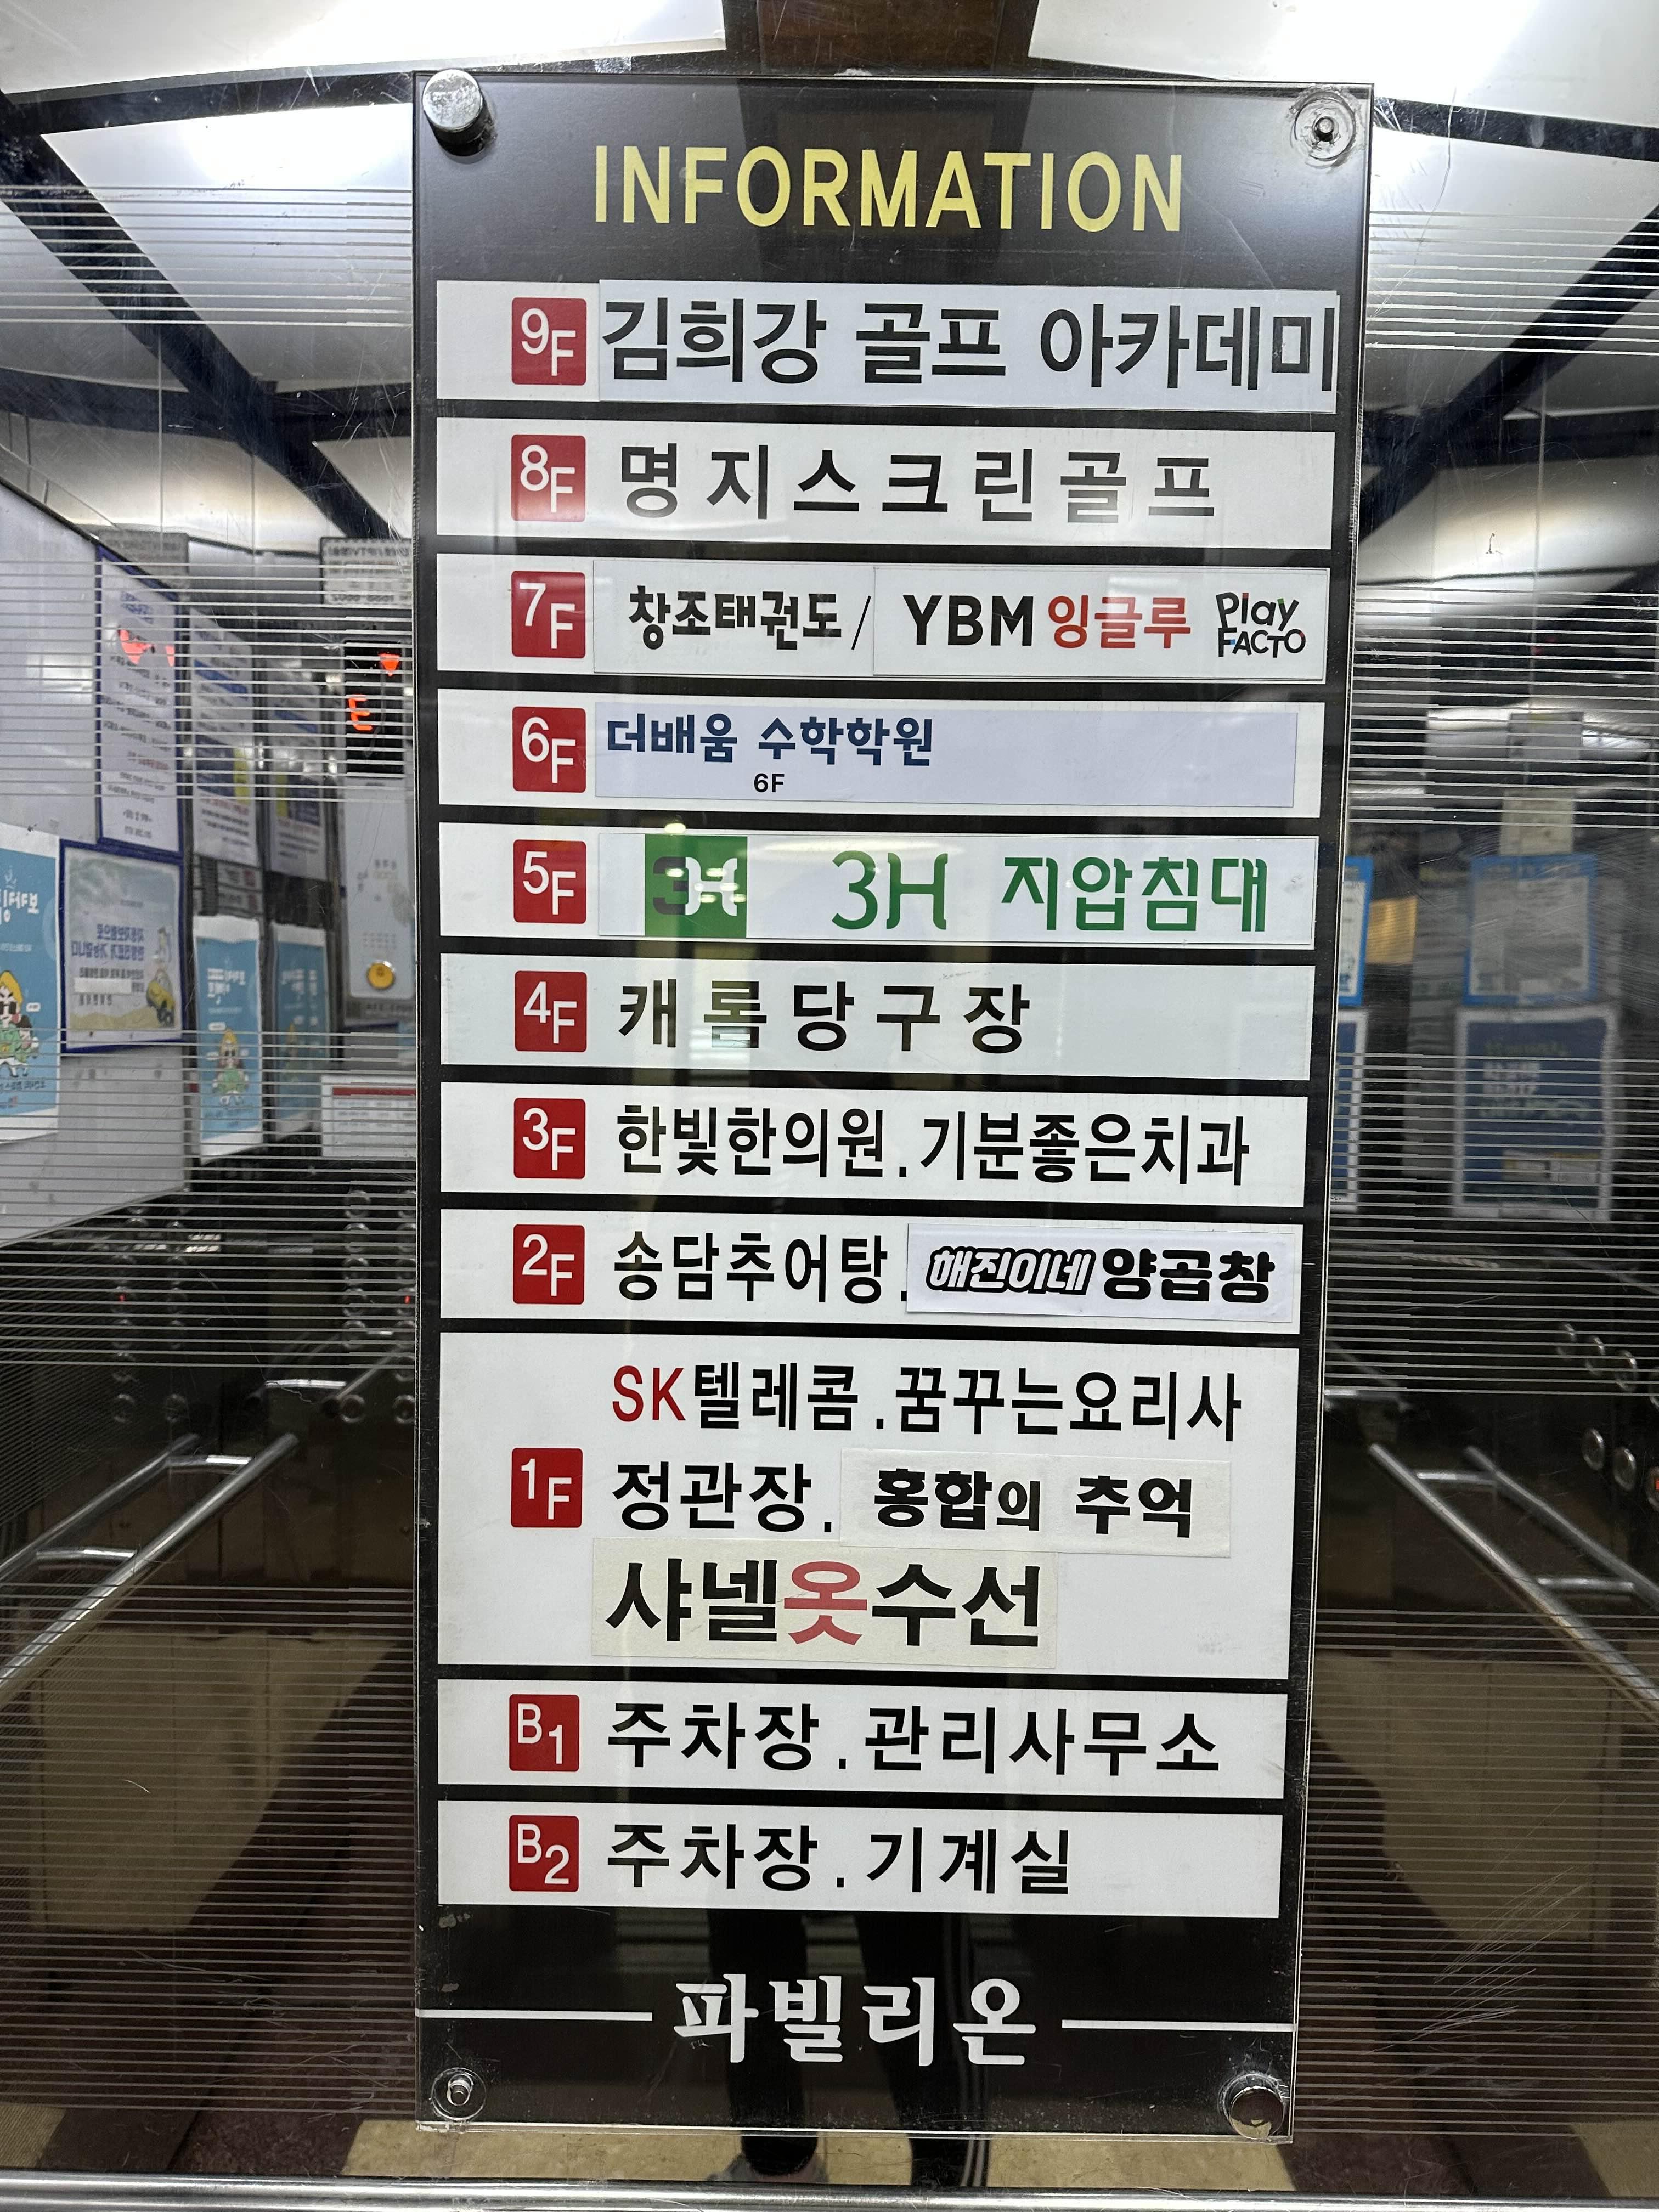 INFORMATION
9F 김희강 골프 아카데미
8F 명지스크린골프
7F 창조태권도/ YBM 잉글루 Play FACTO
6F 더배움 수학학원
6F
5F 3H 3H 지압침대
4F 캐롬당구장
3F 한빛한의원.기분좋은치과
2F 송담추어탕. 해진이네 양곱창
SK텔레콤.꿈꾸는요리사
1F 정관장. 홍합의 추억
샤넬옷수선
B1 주차장.관리사무소
B2 주차장.기계실
파빌리온